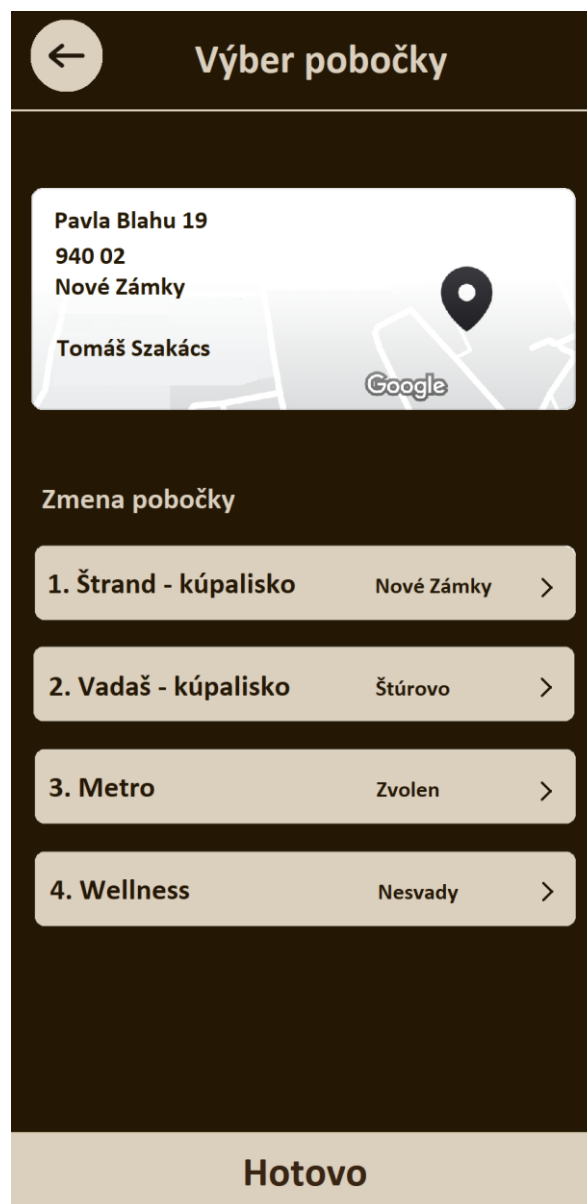 Výber pobočky
Pavla Blahu 19
940 02
Nové Zámky
Tomáš Szakács
Google
Zmena pobočky
1. Štrand - kúpalisko Nové Zámky
2. Vadaš - kúpalisko Štúrovo
3. Metro Zvolen
4. Wellness Nesvady
Hotovo